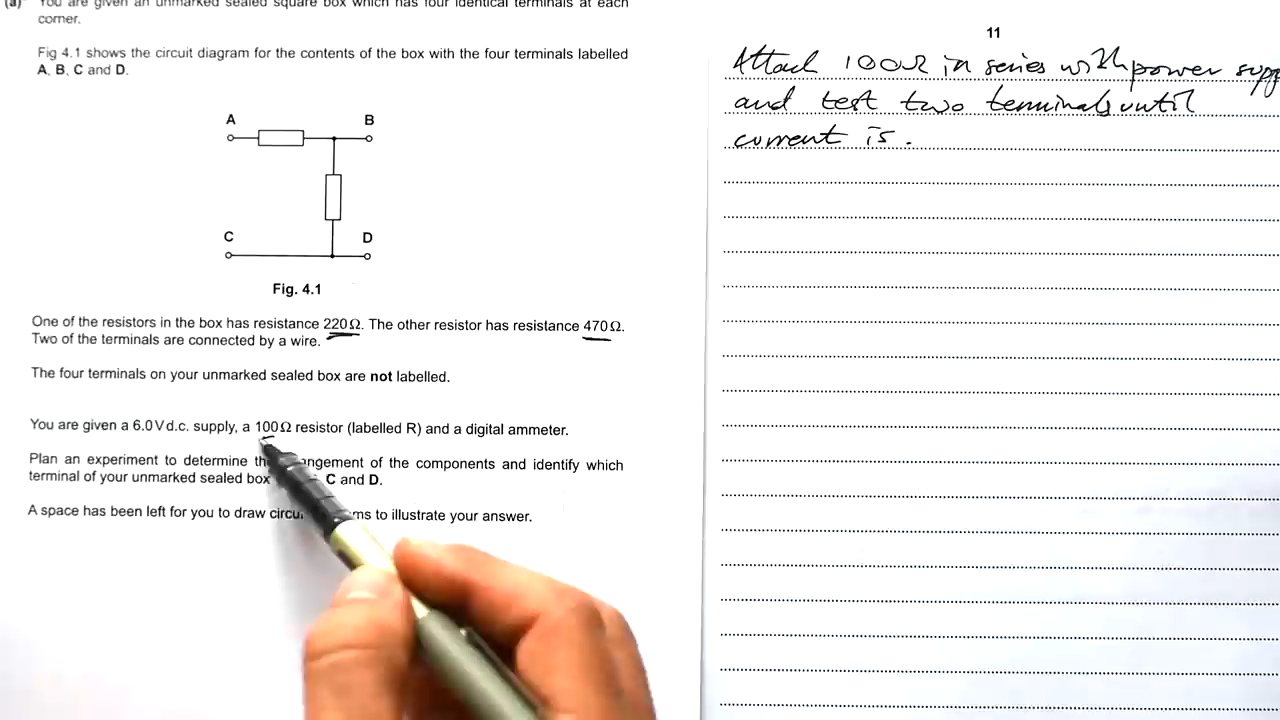 (a) You are given an unmarked sealed square box which has four identical terminals at each
corner.
Fig 4.1 shows the circuit diagram for the contents of the box with the four terminals labelled
A, B, C and D.
A
B
C
D
Fig. 4.1
One of the resistors in the box has resistance 220Ω. The other resistor has resistance 470Ω.
Two of the terminals are connected by a wire.
The four terminals on your unmarked sealed box are not labelled.
You are given a 6.0V d.c. supply, a 100Ω resistor (labelled R) and a digital ammeter.
Plan an experiment to determine the arrangement of the components and identify which
terminal of your unmarked sealed box C and D.
A space has been left for you to draw to illustrate your answer.
11
Attach 100Ω in series with power
and test two terminals until
current is.